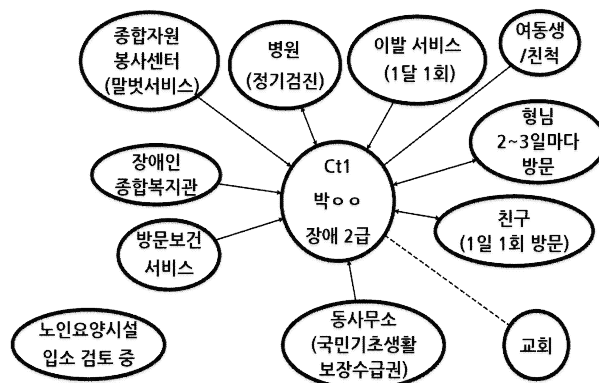 종합자원
봉사센터
(말벗서비스)
병원
(정기검진)
이발 서비스
(1달 1회)
여동생
/친척
형님
2~3일마다
방문
장애인
종합복지관
Ct1
박ㅇㅇ
장애 2급
친구
(1일 1회 방문)
방문보건
서비스
노인요양시설
입소 검토 중
동사무소
(국민기초생활
보장수급권)
교회